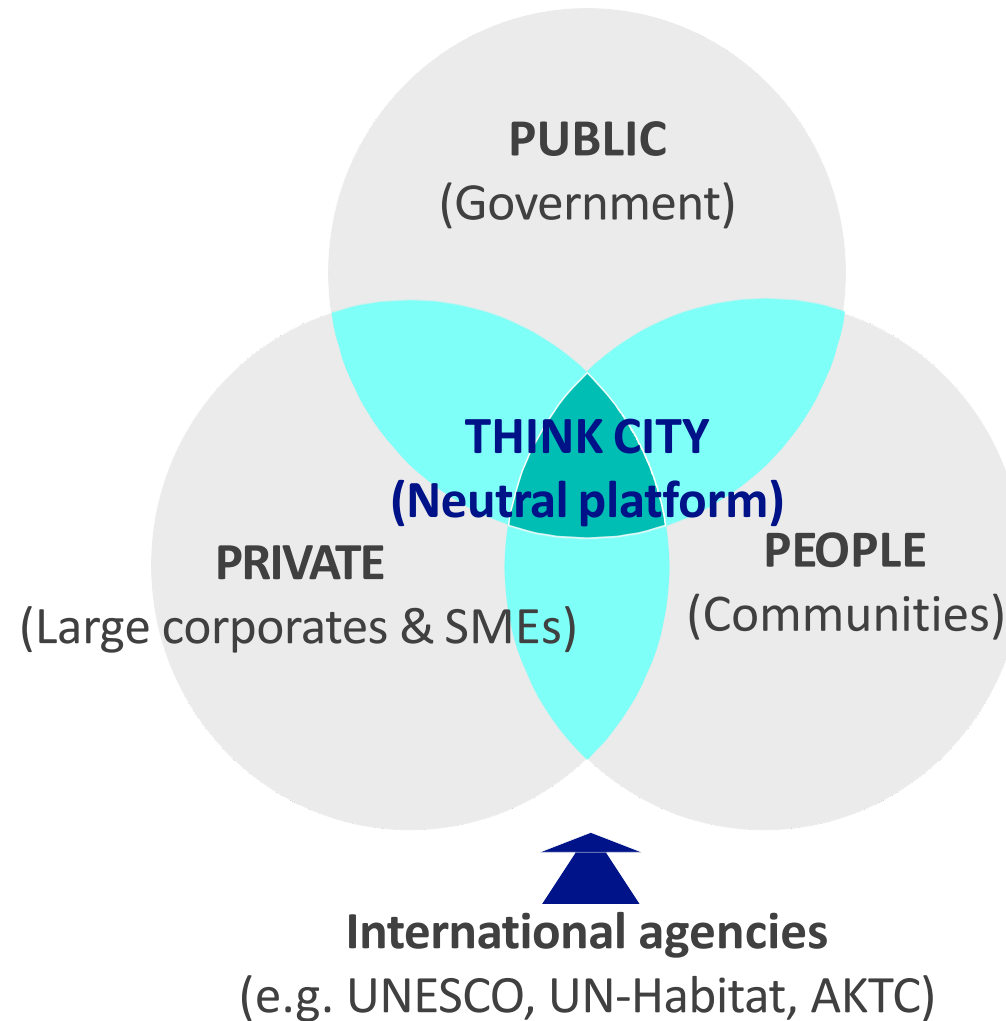 PUBLIC
(Government)
THINK CITY
(Neutral platform)
PRIVATE
(Large corporates & SMEs)
PEOPLE
(Communities)
International agencies
(e.g. UNESCO, UN-Habitat, AKTC)